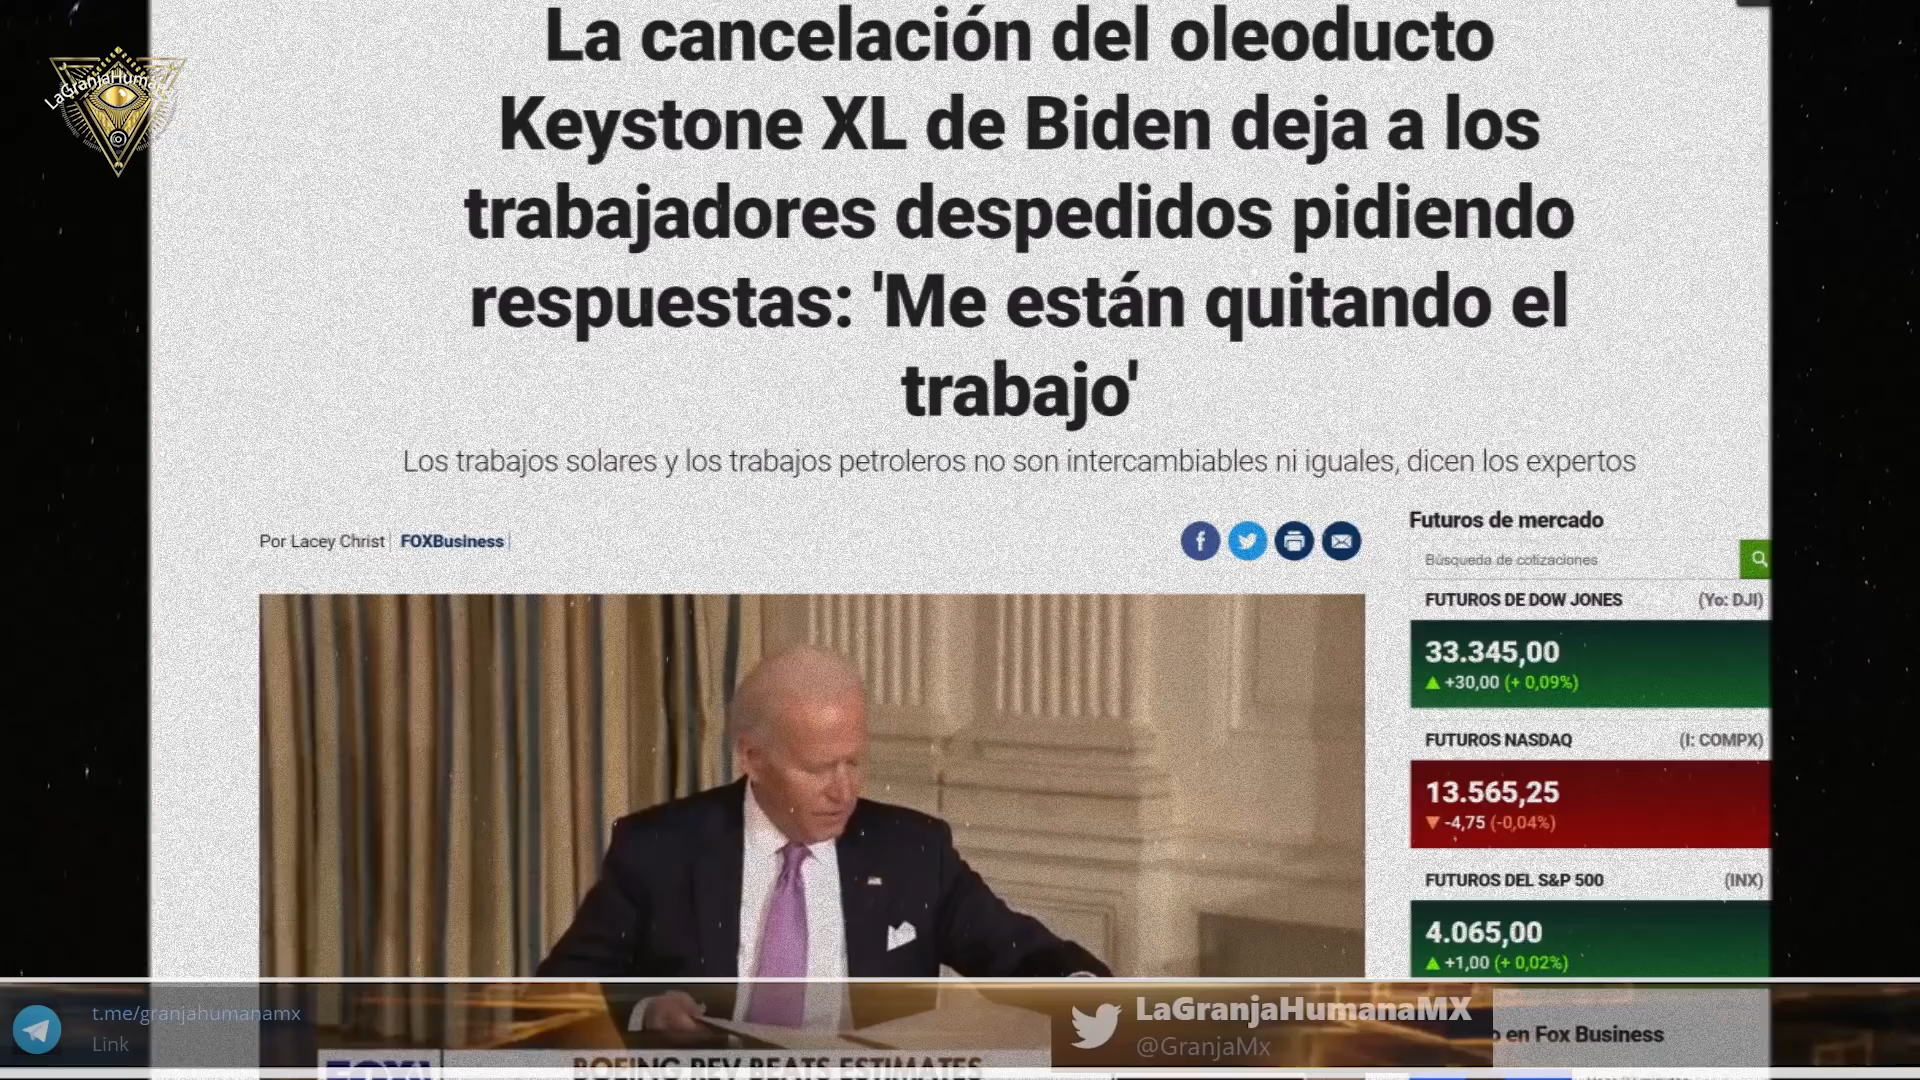 LaGranjaHumana
La cancelación del oleoducto
Keystone XL de Biden deja a los
trabajadores despedidos pidiendo
respuestas: 'Me están quitando el
trabajo'
Los trabajos solares y los trabajos petroleros no son intercambiables ni iguales, dicen los expertos
Por Lacey Christ FOXBusiness
Futuros de mercado
Búsqueda de cotizaciones
FUTUROS DE DOW JONES (Yo: DJI)
33.345,00
+30,00 (+ 0,09%)
FUTUROS NASDAQ (I: COMPX)
13.565,25
-4,75 (-0,04%)
FUTUROS DEL S&P 500 (INX)
4.065,00
+1,00 (+ 0,02%)
t.me/granjahumanamx
Link
LaGranjaHumanaMX
@GranjaMx
o en Fox Business
FOX
BOEING REV BEATS ESTIMATES